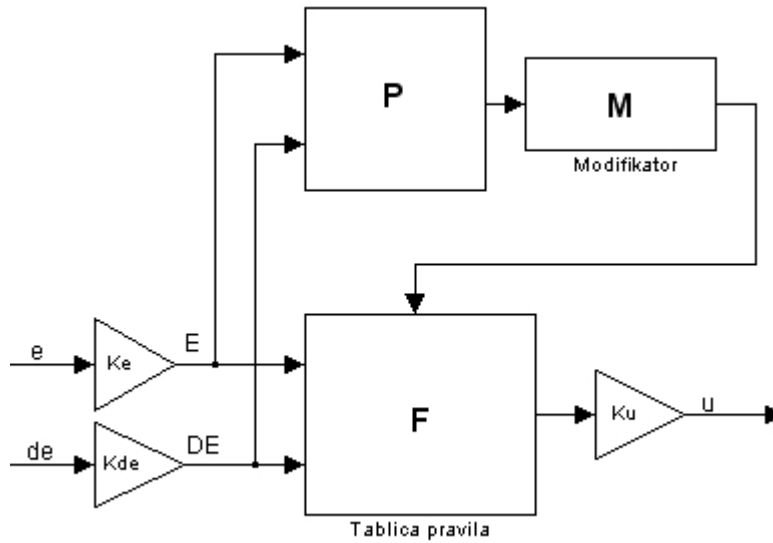 P
M
Modifikator
e
Ke
E
de
Kde
DE
F
Ku
u
Tablica pravila